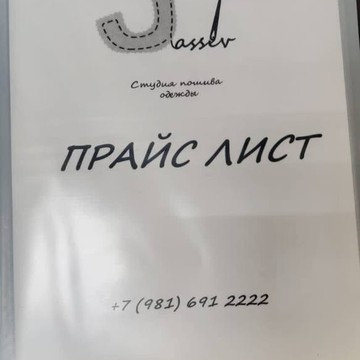 Jassev
Студия пошива
одежды
ПРАЙС ЛИСТ
+7 (981) 691 2222